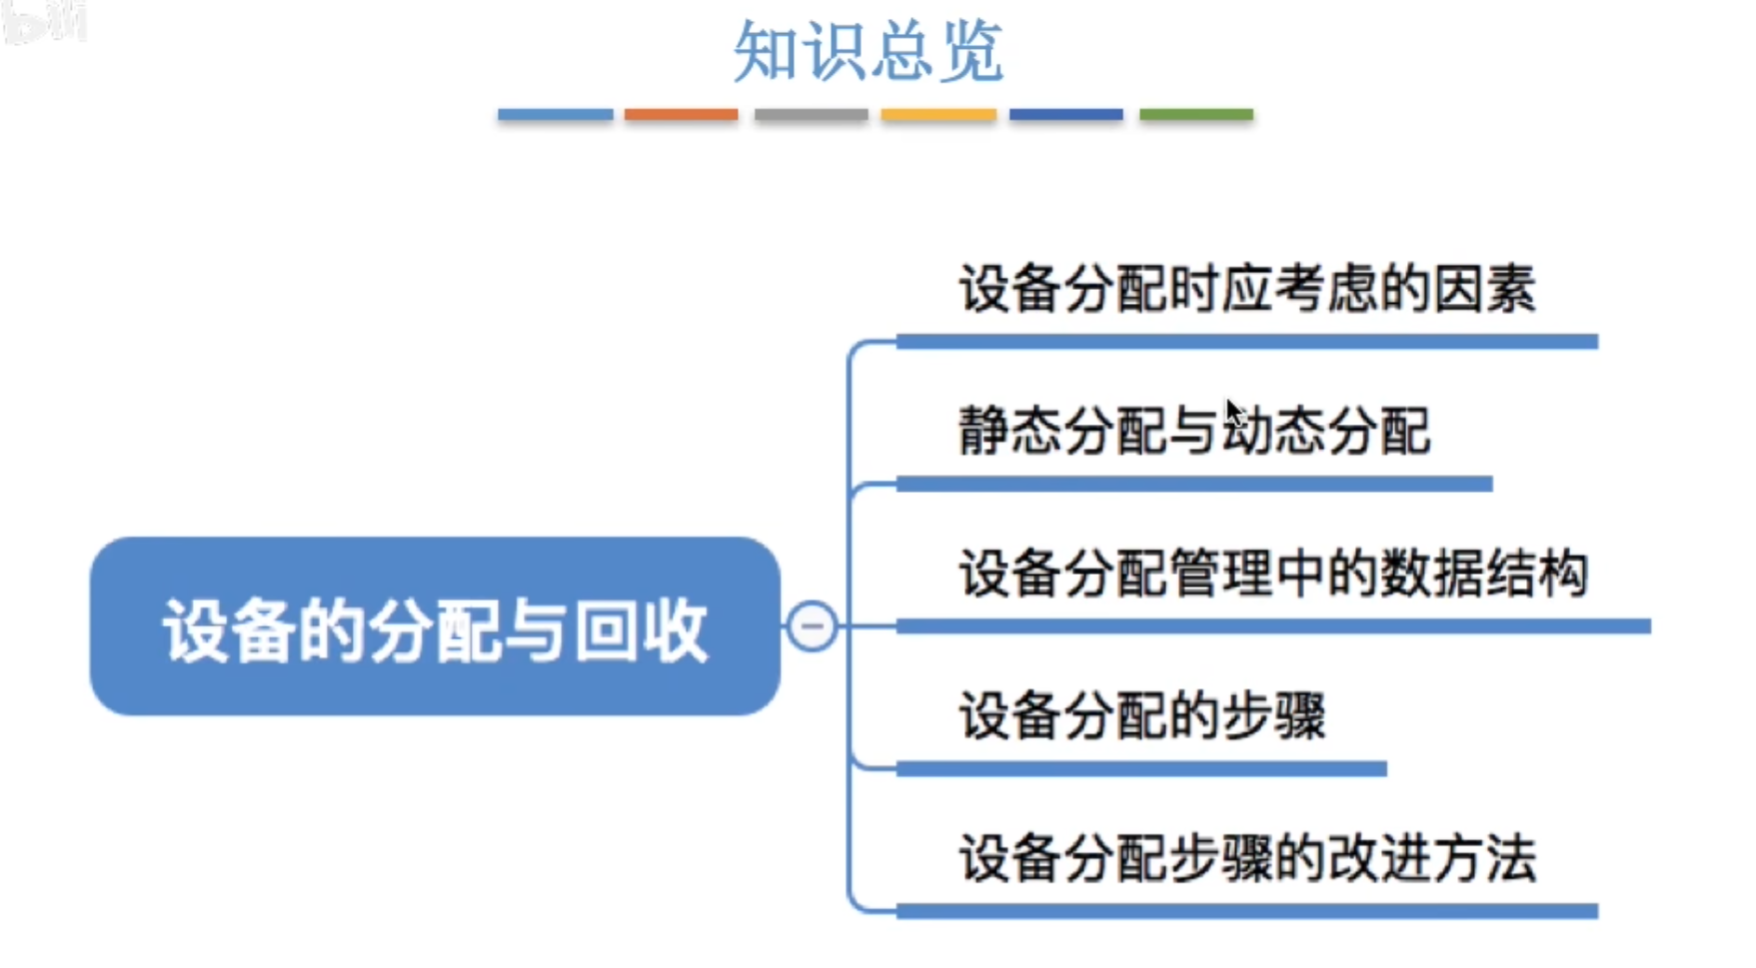 知识总览
设备的分配与回收
设备分配时应考虑的因素
静态分配与动态分配
设备分配管理中的数据结构
设备分配的步骤
设备分配步骤的改进方法